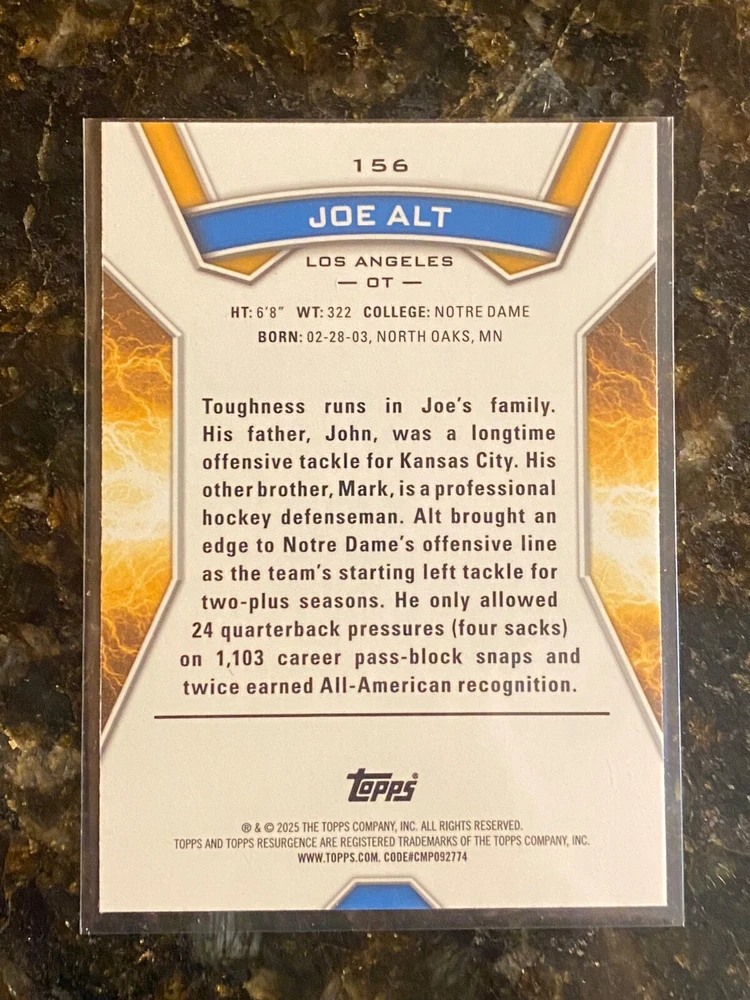 156
JOE ALT
LOS ANGELES
— OT —
HT: 6'8" WT: 322 COLLEGE: NOTRE DAME
BORN: 02-28-03, NORTH OAKS, MN
Toughness runs in Joe's family.
His father, John, was a longtime
offensive tackle for Kansas City. His
other brother, Mark, is a professional
hockey defenseman. Alt brought an
edge to Notre Dame's offensive line
as the team's starting left tackle for
two-plus seasons. He only allowed
24 quarterback pressures (four sacks)
on 1,103 career pass-block snaps and
twice earned All-American recognition.
topps®
® & © 2025 THE TOPPS COMPANY, INC. ALL RIGHTS RESERVED.
TOPPS AND TOPPS RESURGENCE ARE REGISTERED TRADEMARKS OF THE TOPPS COMPANY, INC.
WWW.TOPPS.COM. CODE#CMP092774